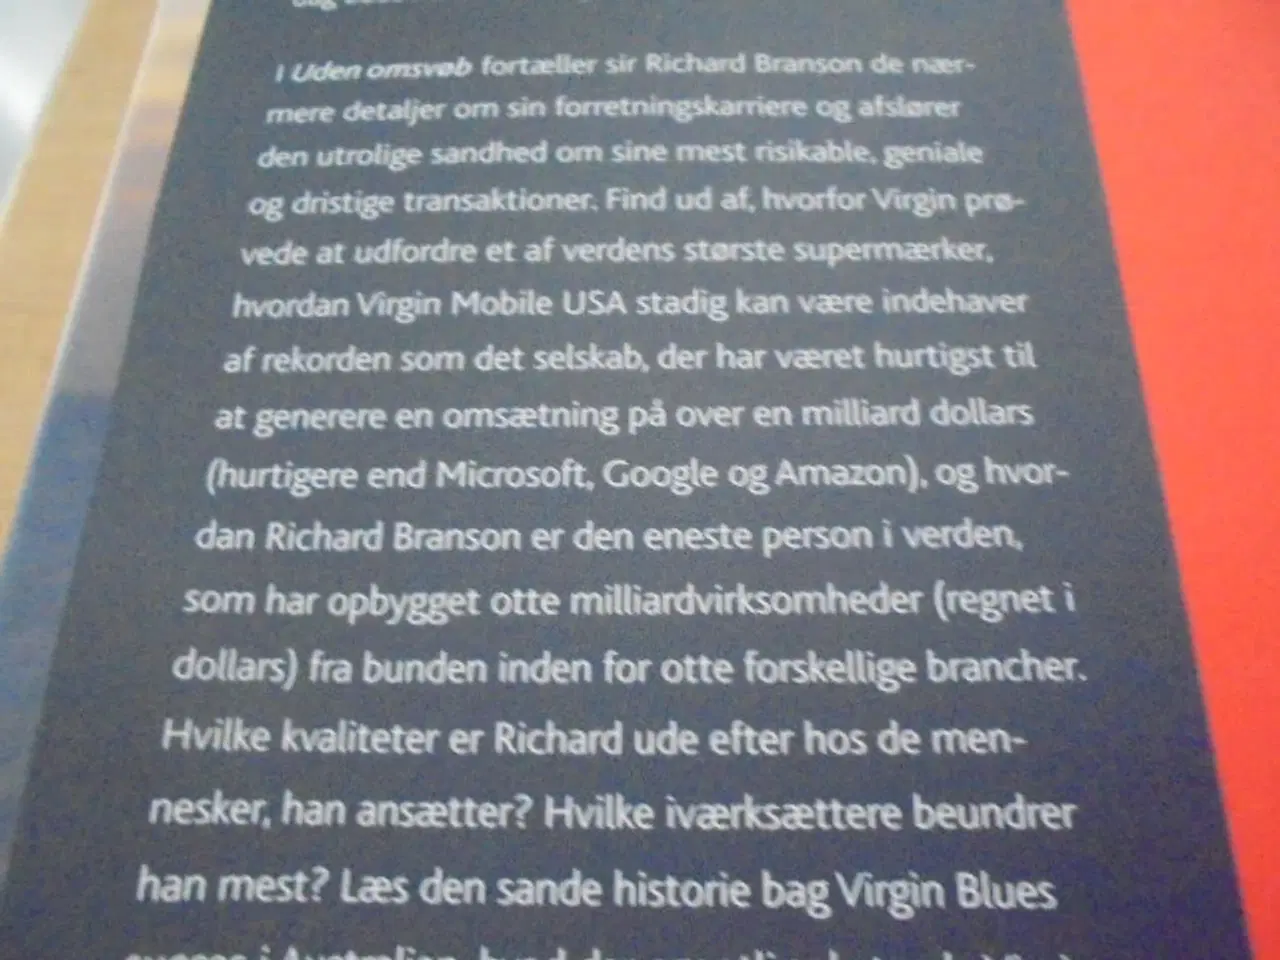 I Uden omsvøb fortæller sir Richard Branson de nær-
mere detaljer om sin forretningskarriere og afslører
den utrolige sandhed om sine mest risikable, geniale
og dristige transaktioner. Find ud af, hvorfor Virgin prø-
vede at udfordre et af verdens største supermærker,
hvordan Virgin Mobile USA stadig kan være indehaver
af rekorden som det selskab, der har været hurtigst til
at generere en omsætning på over en milliard dollars
(hurtigere end Microsoft, Google og Amazon), og hvor-
dan Richard Branson er den eneste person i verden,
som har opbygget otte milliardvirksomheder (regnet i
dollars) fra bunden inden for otte forskellige brancher.
Hvilke kvaliteter er Richard ude efter hos de men-
nesker, han ansætter? Hvilke iværksættere beundrer
han mest? Læs den sande historie bag Virgin Blues